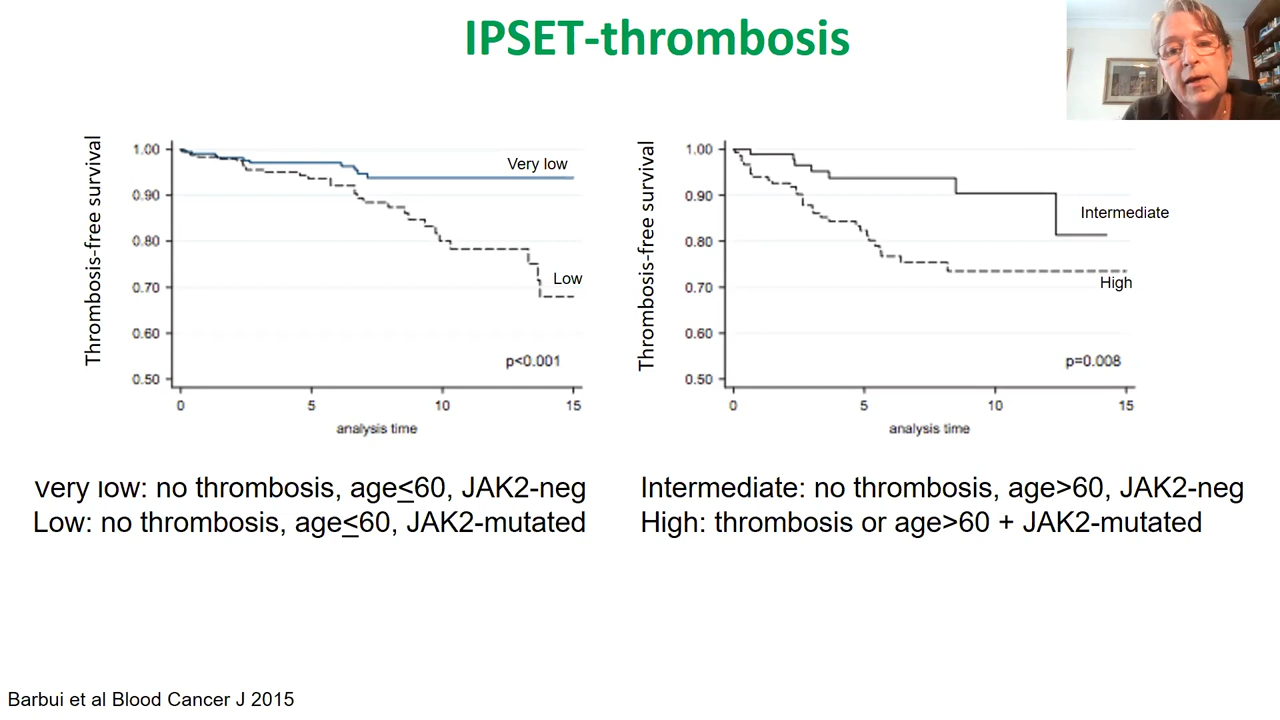 IPSET-thrombosis
Thrombosis-free survival
1.00
0.90
0.80
0.70
0.60
0.50
Very low
Low
p<0.001
0 5 10 15
analysis time
Thrombosis-free survival
1.00
0.90
0.80
0.70
0.60
0.50
Intermediate
High
p=0.008
0 5 10 15
analysis time
Very low: no thrombosis, age≤60, JAK2-neg
Low: no thrombosis, age≤60, JAK2-mutated
Intermediate: no thrombosis, age>60, JAK2-neg
High: thrombosis or age>60 + JAK2-mutated
Barbui et al Blood Cancer J 2015